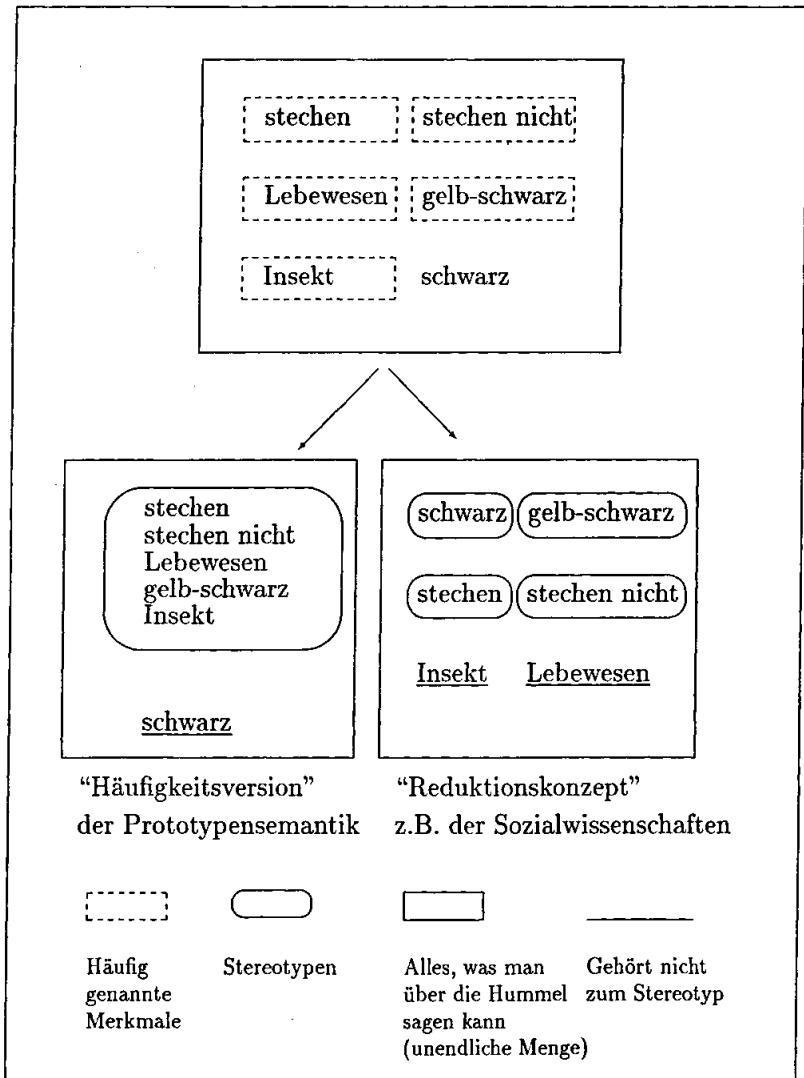 stechen stechen nicht
Lebewesen gelb-schwarz
Insekt schwarz
stechen
stechen nicht
Lebewesen
gelb-schwarz
Insekt
schwarz
schwarz gelb-schwarz
stechen stechen nicht
Insekt Lebewesen
“Häufigkeitsversion”
der Prototypensemantik
“Reduktionskonzept”
z.B. der Sozialwissenschaften
Häufig
genannte
Merkmale
Stereotypen
Alles, was man
über die Hummel
sagen kann
(unendliche Menge)
Gehört nicht
zum Stereotyp